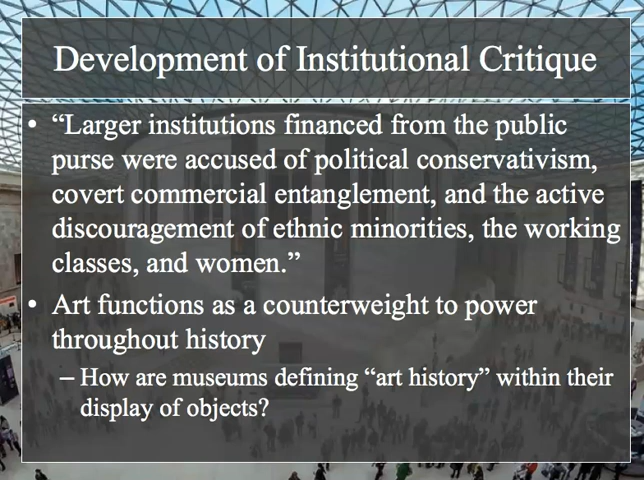 Development of Institutional Critique
• “Larger institutions financed from the public
purse were accused of political conservativism,
covert commercial entanglement, and the active
discouragement of ethnic minorities, the working
classes, and women.”
• Art functions as a counterweight to power
throughout history
– How are museums defining “art history” within their
display of objects?